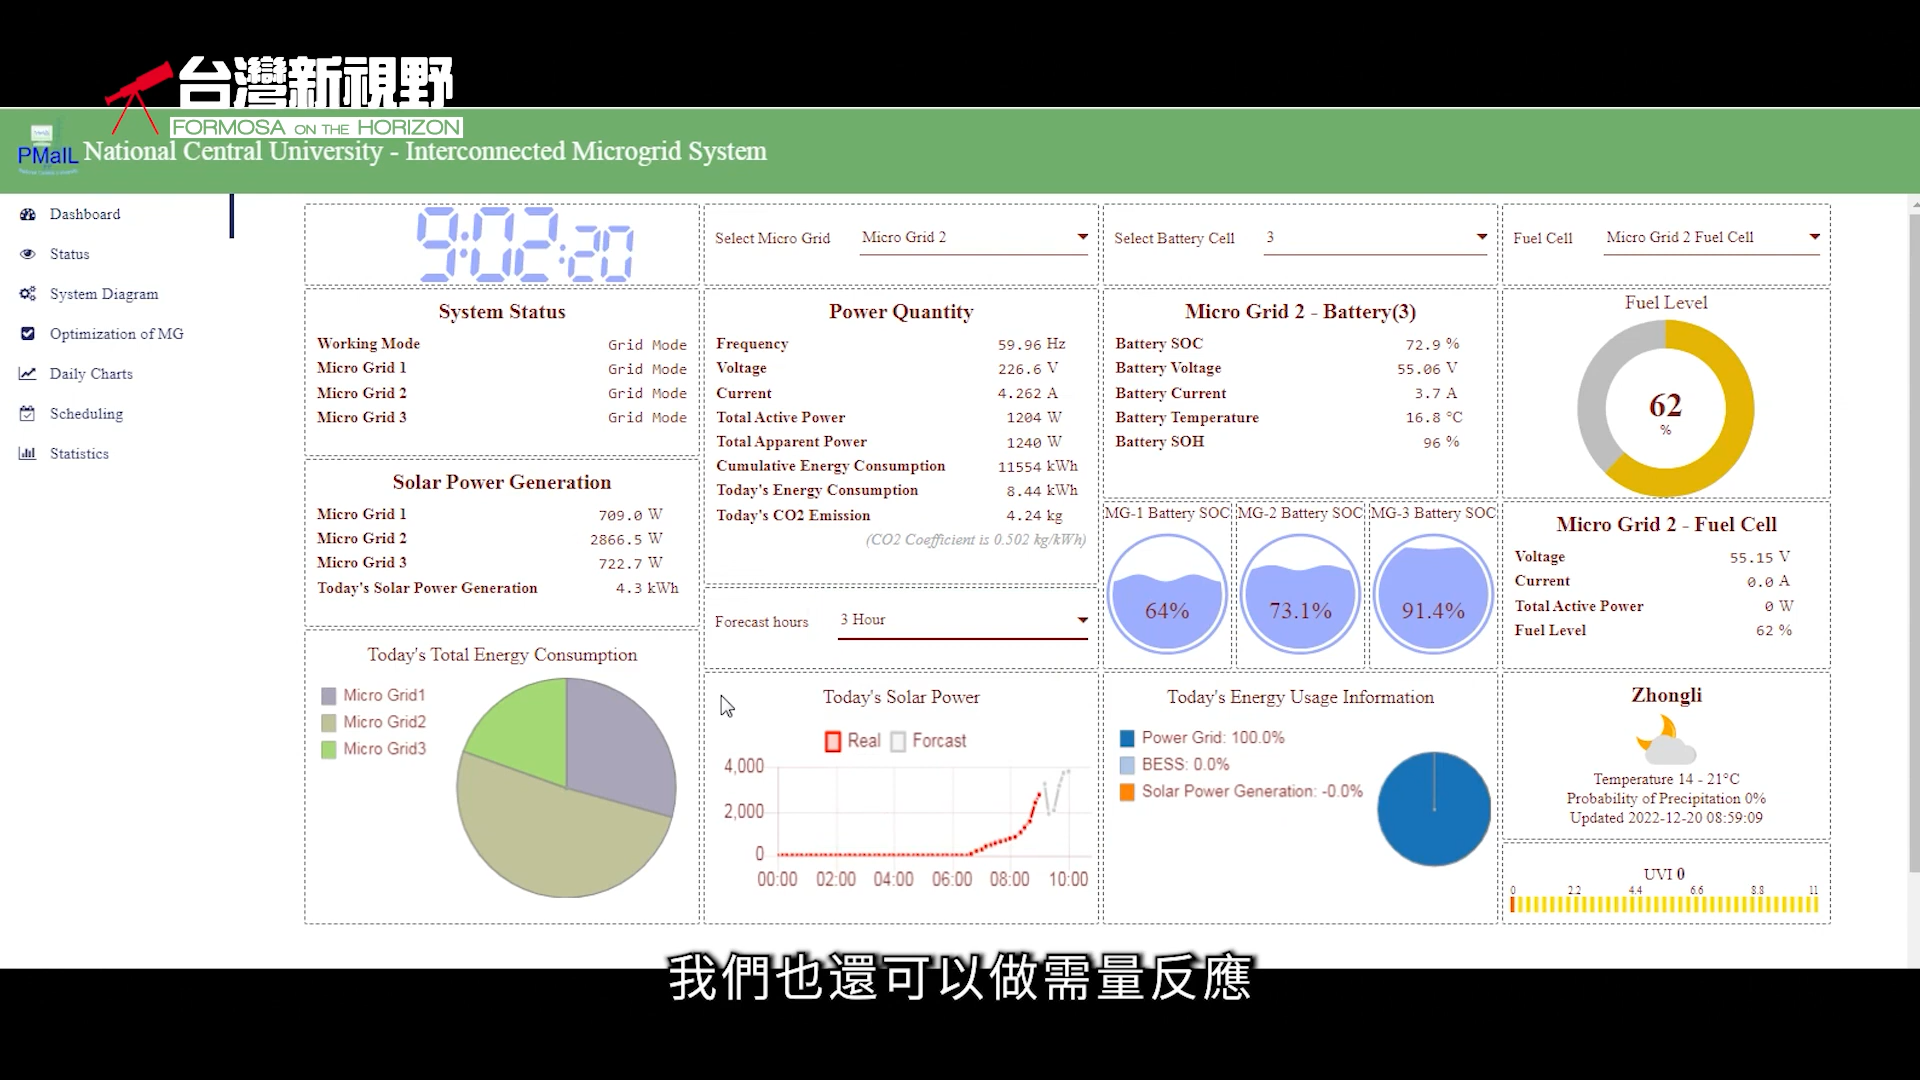 台灣新視野
FORMOSA ON THE HORIZON
PMaIL National Central University - Interconnected Microgrid System
Dashboard
Status
System Diagram
Optimization of MG
Daily Charts
Scheduling
Statistics
9:02:20
Select Micro Grid Micro Grid 2
Select Battery Cell 3
Fuel Cell Micro Grid 2 Fuel Cell
System Status
Working Mode Grid Mode
Micro Grid 1 Grid Mode
Micro Grid 2 Grid Mode
Micro Grid 3 Grid Mode
Solar Power Generation
Micro Grid 1 709.0 W
Micro Grid 2 2866.5 W
Micro Grid 3 722.7 W
Today's Solar Power Generation 4.3 kWh
Today's Total Energy Consumption
Micro Grid1
Micro Grid2
Micro Grid3
Power Quantity
Frequency 59.96 Hz
Voltage 226.6 V
Current 4.262 A
Total Active Power 1204 W
Total Apparent Power 1240 W
Cumulative Energy Consumption 11554 kWh
Today's Energy Consumption 8.44 kWh
Today's CO2 Emission 4.24 kg
(CO2 Coefficient is 0.502 kg/kWh)
Forecast hours 3 Hour
Today's Solar Power
Real Forcast
4,000
2,000
0
00:00 02:00 04:00 06:00 08:00 10:00
Micro Grid 2 - Battery(3)
Battery SOC 72.9 %
Battery Voltage 55.06 V
Battery Current 3.7 A
Battery Temperature 16.8 °C
Battery SOH 96 %
MG-1 Battery SOC MG-2 Battery SOC MG-3 Battery SOC
64% 73.1% 91.4%
Today's Energy Usage Information
Power Grid: 100.0%
BESS: 0.0%
Solar Power Generation: -0.0%
Fuel Level
62
%
Micro Grid 2 - Fuel Cell
Voltage 55.15 V
Current 0.0 A
Total Active Power 0 W
Fuel Level 62 %
Zhongli
Temperature 14 - 21°C
Probability of Precipitation 0%
Updated 2022-12-20 08:59:09
UVI 0
0 2.2 4.4 6.6 8.8 11
我們也還可以做需量反應